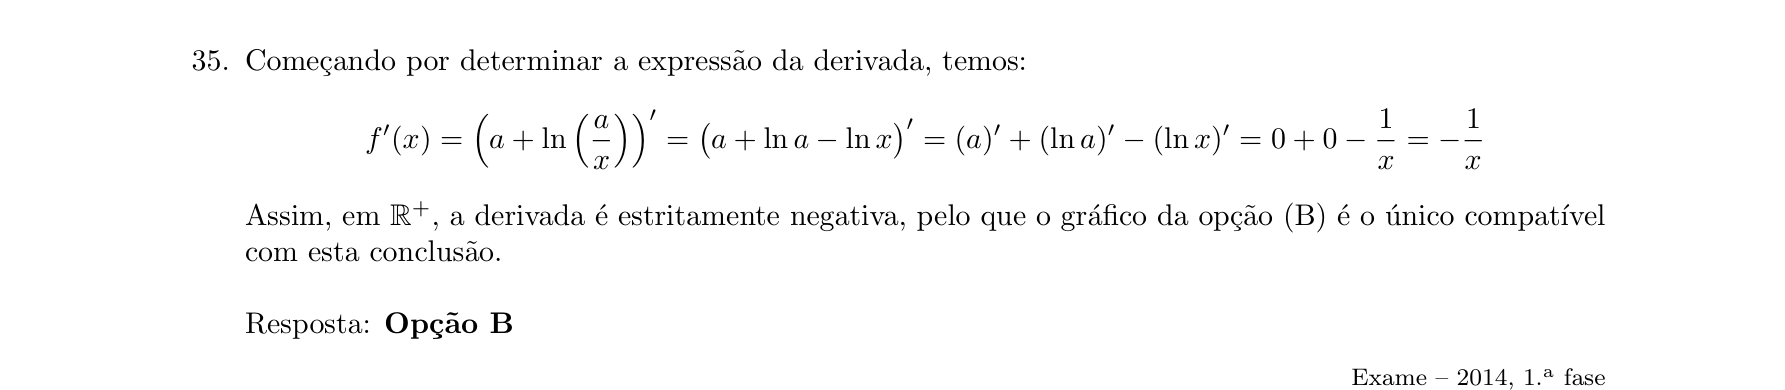 35. Começando por determinar a expressão da derivada, temos:
f′(x) = (a + ln (a/x))′ = (a + ln a − ln x)′ = (a)′ + (ln a)′ − (ln x)′ = 0 + 0 − 1/x = −1/x
Assim, em ℝ⁺, a derivada é estritamente negativa, pelo que o gráfico da opção (B) é o único compatível
com esta conclusão.
Resposta: Opção B
Exame – 2014, 1.ª fase